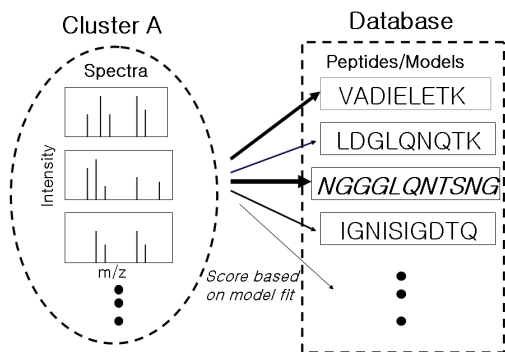 Cluster A
Spectra
Intensity
m/z
Score based
on model fit
Database
Peptides/Models
VADIELETK
LDGLQNQTK
NGGGLQNTSNG
IGNISIGDTQ